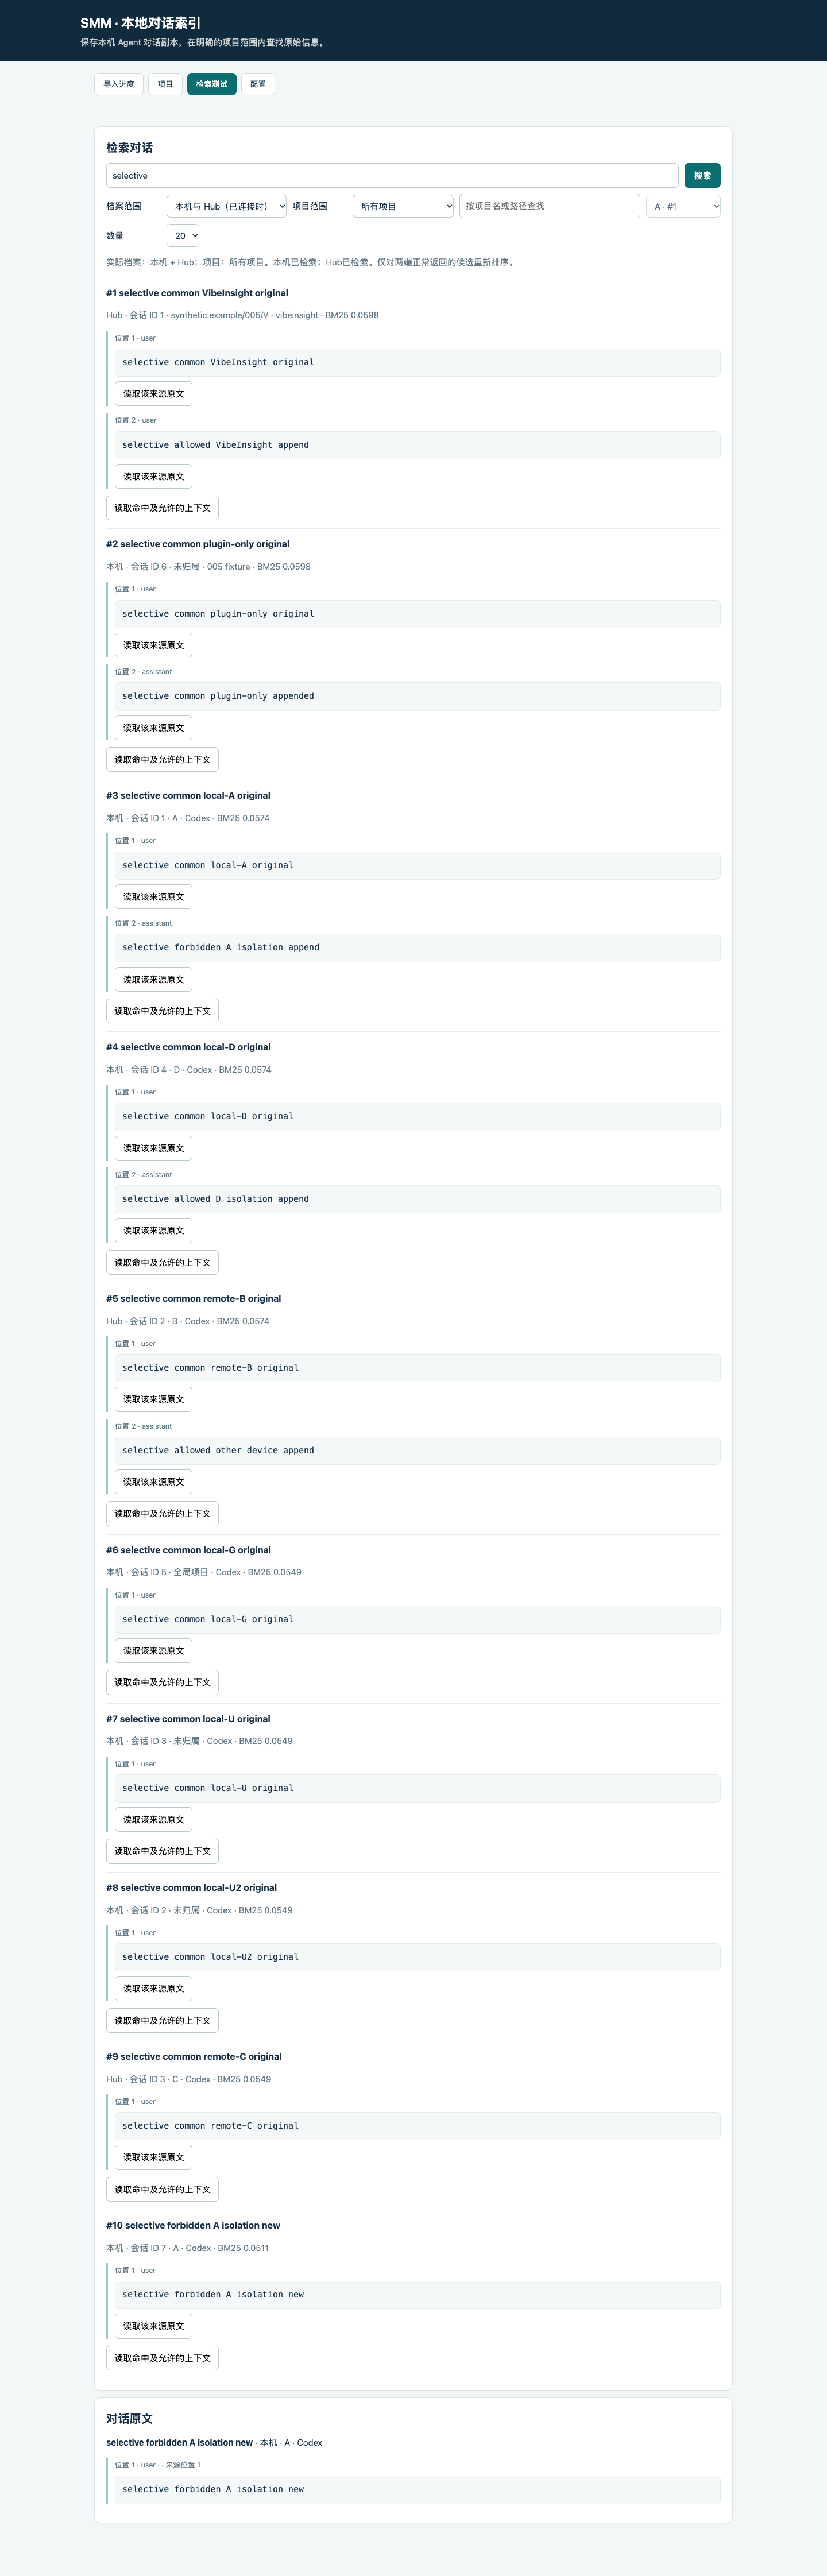 SMM · 本地对话索引
保存本机 Agent 对话副本，在明确的项目范围内查找原始信息。
导入进度 项目 检索测试 配置
检索对话
selective 搜索
档案范围 本机与 Hub（已连接时） 项目范围 所有项目 按项目名或路径查找 A · #1
数量 20
实际档案：本机 + Hub；项目：所有项目。本机已检索；Hub已检索。仅对两端正常返回的候选重新排序。
#1 selective common VibeInsight original
Hub · 会话 ID 1 · synthetic.example/005/V · vibeinsight · BM25 0.0598
位置 1 · user
selective common VibeInsight original
读取该来源原文
位置 2 · user
selective allowed VibeInsight append
读取该来源原文
读取命中及允许的上下文
#2 selective common plugin-only original
本机 · 会话 ID 6 · 未归属 · 005 fixture · BM25 0.0598
位置 1 · user
selective common plugin-only original
读取该来源原文
位置 2 · assistant
selective common plugin-only appended
读取该来源原文
读取命中及允许的上下文
#3 selective common local-A original
本机 · 会话 ID 1 · A · Codex · BM25 0.0574
位置 1 · user
selective common local-A original
读取该来源原文
位置 2 · assistant
selective forbidden A isolation append
读取该来源原文
读取命中及允许的上下文
#4 selective common local-D original
本机 · 会话 ID 4 · D · Codex · BM25 0.0574
位置 1 · user
selective common local-D original
读取该来源原文
位置 2 · assistant
selective allowed D isolation append
读取该来源原文
读取命中及允许的上下文
#5 selective common remote-B original
Hub · 会话 ID 2 · B · Codex · BM25 0.0574
位置 1 · user
selective common remote-B original
读取该来源原文
位置 2 · assistant
selective allowed other device append
读取该来源原文
读取命中及允许的上下文
#6 selective common local-G original
本机 · 会话 ID 5 · 全局项目 · Codex · BM25 0.0549
位置 1 · user
selective common local-G original
读取该来源原文
读取命中及允许的上下文
#7 selective common local-U original
本机 · 会话 ID 3 · 未归属 · Codex · BM25 0.0549
位置 1 · user
selective common local-U original
读取该来源原文
读取命中及允许的上下文
#8 selective common local-U2 original
本机 · 会话 ID 2 · 未归属 · Codex · BM25 0.0549
位置 1 · user
selective common local-U2 original
读取该来源原文
读取命中及允许的上下文
#9 selective common remote-C original
Hub · 会话 ID 3 · C · Codex · BM25 0.0549
位置 1 · user
selective common remote-C original
读取该来源原文
读取命中及允许的上下文
#10 selective forbidden A isolation new
本机 · 会话 ID 7 · A · Codex · BM25 0.0511
位置 1 · user
selective forbidden A isolation new
读取该来源原文
读取命中及允许的上下文
对话原文
selective forbidden A isolation new · 本机 · A · Codex
位置 1 · user · · 来源位置 1
selective forbidden A isolation new